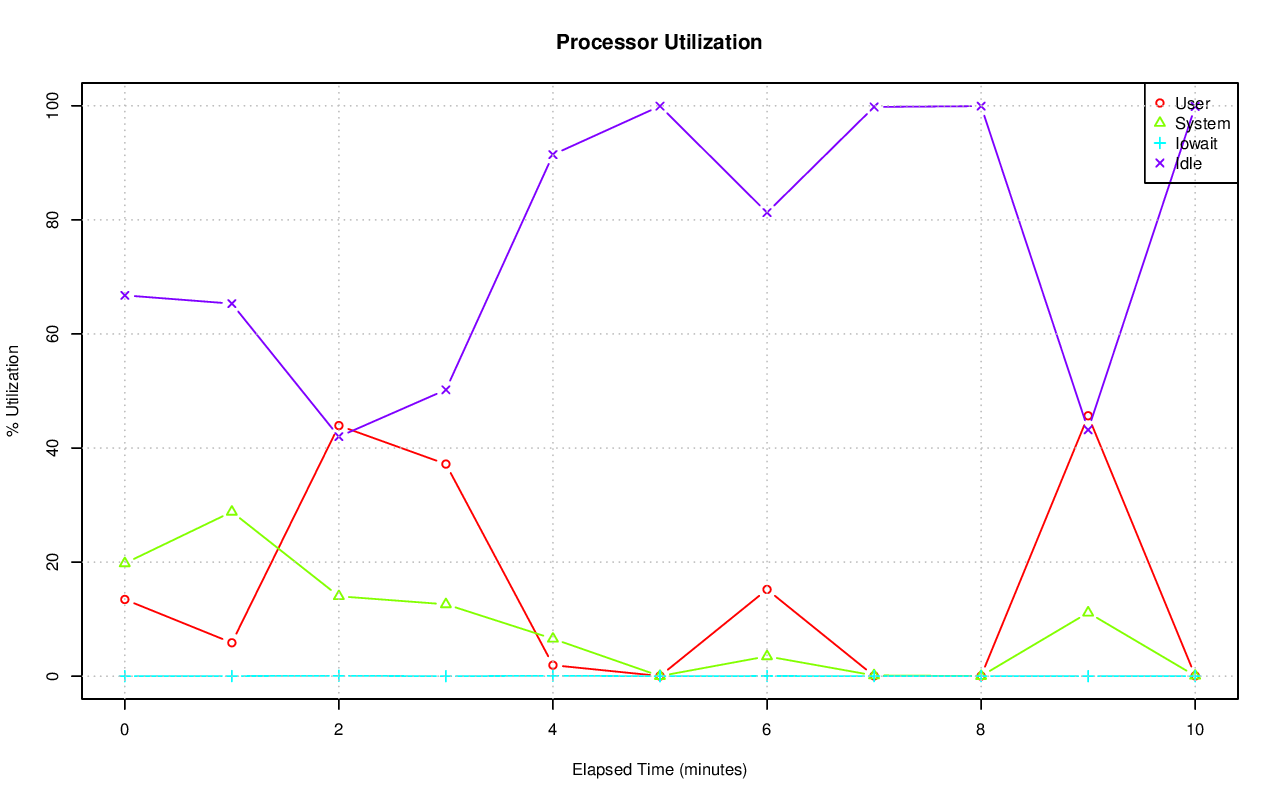 Processor Utilization
% Utilization
100
80
60
40
20
0
User
System
Iowait
Idle
0 2 4 6 8 10
Elapsed Time (minutes)